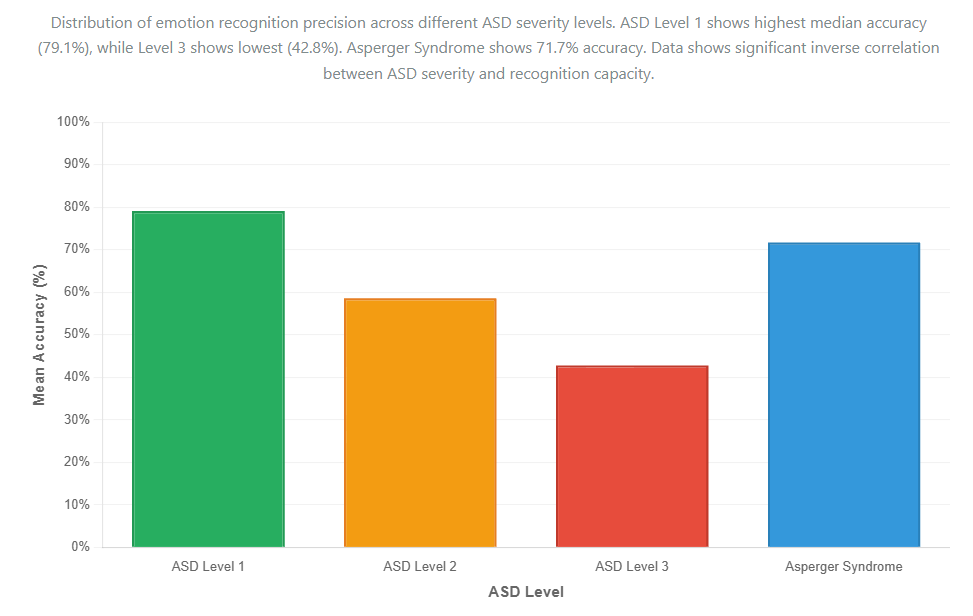 Distribution of emotion recognition precision across different ASD severity levels. ASD Level 1 shows highest median accuracy
(79.1%), while Level 3 shows lowest (42.8%). Asperger Syndrome shows 71.7% accuracy. Data shows significant inverse correlation
between ASD severity and recognition capacity.
100%
90%
80%
70%
60%
50%
40%
30%
20%
10%
0%
Mean Accuracy (%)
ASD Level 1
ASD Level 2
ASD Level 3
Asperger Syndrome
ASD Level